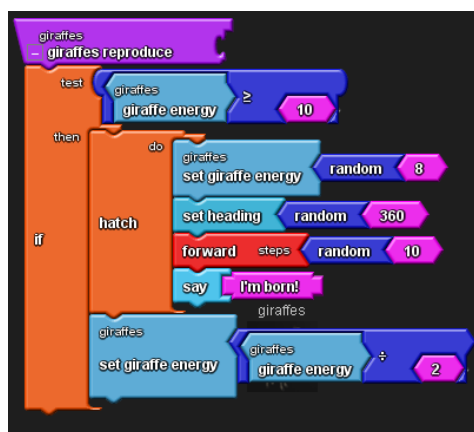 giraffes
giraffes reproduce
test
giraffes
giraffe energy
≥
10
then
do
giraffes
set giraffe energy
random
8
if
hatch
set heading
random
360
forward
steps
random
10
say
I'm born!
giraffes
giraffes
set giraffe energy
giraffes
giraffe energy
÷
2